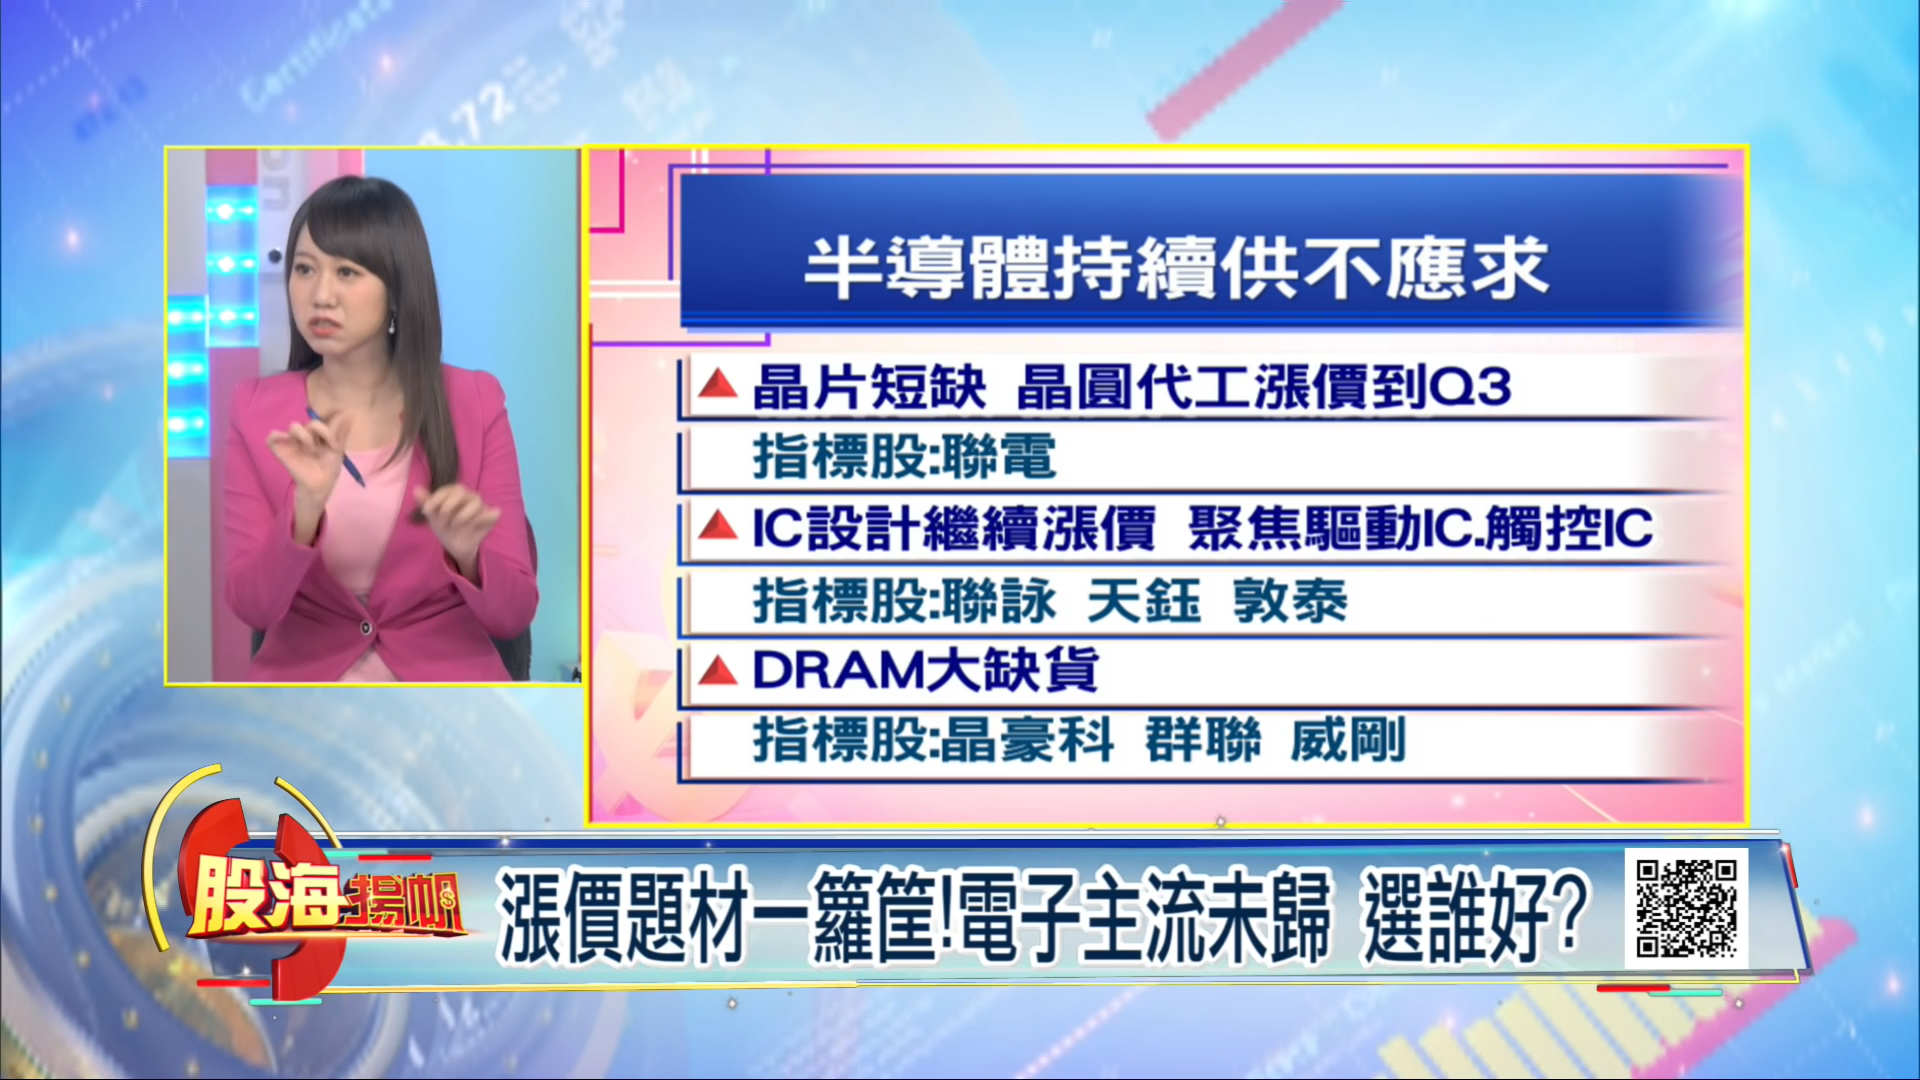 半導體持續供不應求
晶片短缺 晶圓代工漲價到Q3
指標股:聯電
IC設計繼續漲價 聚焦驅動IC.觸控IC
指標股:聯詠 天鈺 敦泰
DRAM大缺貨
指標股:晶豪科 群聯 威剛
股海揚帆
漲價題材一籮筐!電子主流未歸 選誰好?